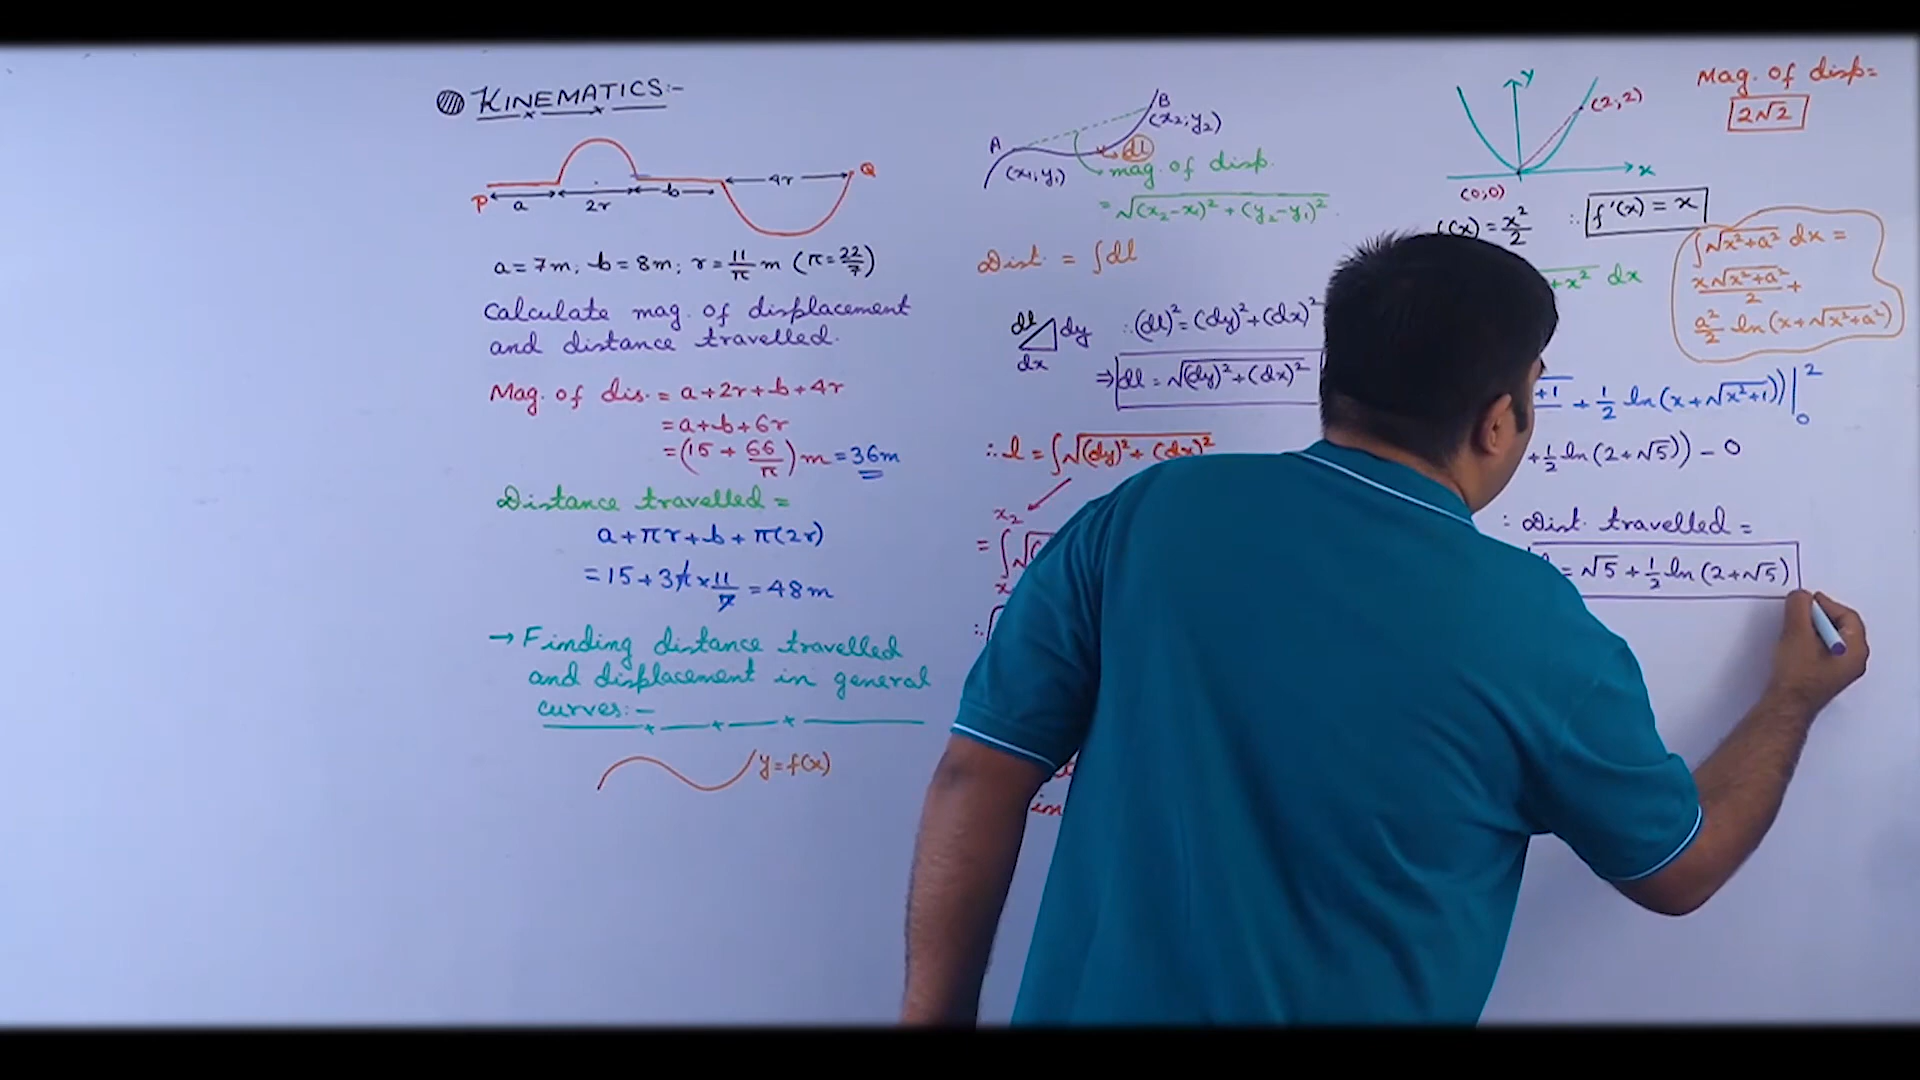 KINEMATICS:-
P a 2r b 4r Q
a = 7m; b = 8m; r = 11/π m (π = 22/7)
Calculate mag. of displacement
and distance travelled.
Mag. of dis. = a+2r+b+4r
= a+b+6r
= (15 + 66/π) m = 36m
Distance travelled =
a+πr+b+π(2r)
= 15+3π × 11/π = 48m
→ Finding distance travelled
and displacement in general
curves:-
y = f(x)
A (x₁,y₁)
B (x₂,y₂)
dl
mag. of disp.
= √(x₂-x₁)² + (y₂-y₁)²
Dist. = ∫dl
dl dy dx
∴ (dl)² = (dy)² + (dx)²
⇒ dl = √(dy)² + (dx)²
∴ l = ∫√(dy)² + (dx)²
x₂
= ∫√(
x
∴
in
y
(2,2)
x
(0,0)
Mag. of disp =
2√2
f(x) = x²/2 ∴ f'(x) = x
+x² dx
∫√x²+a² dx =
x√x²+a²/2 +
a²/2 ln(x+√x²+a²)
+1 + 1/2 ln(x+√x²+1))|₀²
+ 1/2 ln(2+√5)) - 0
: Dist. travelled =
= √5 + 1/2 ln(2+√5)